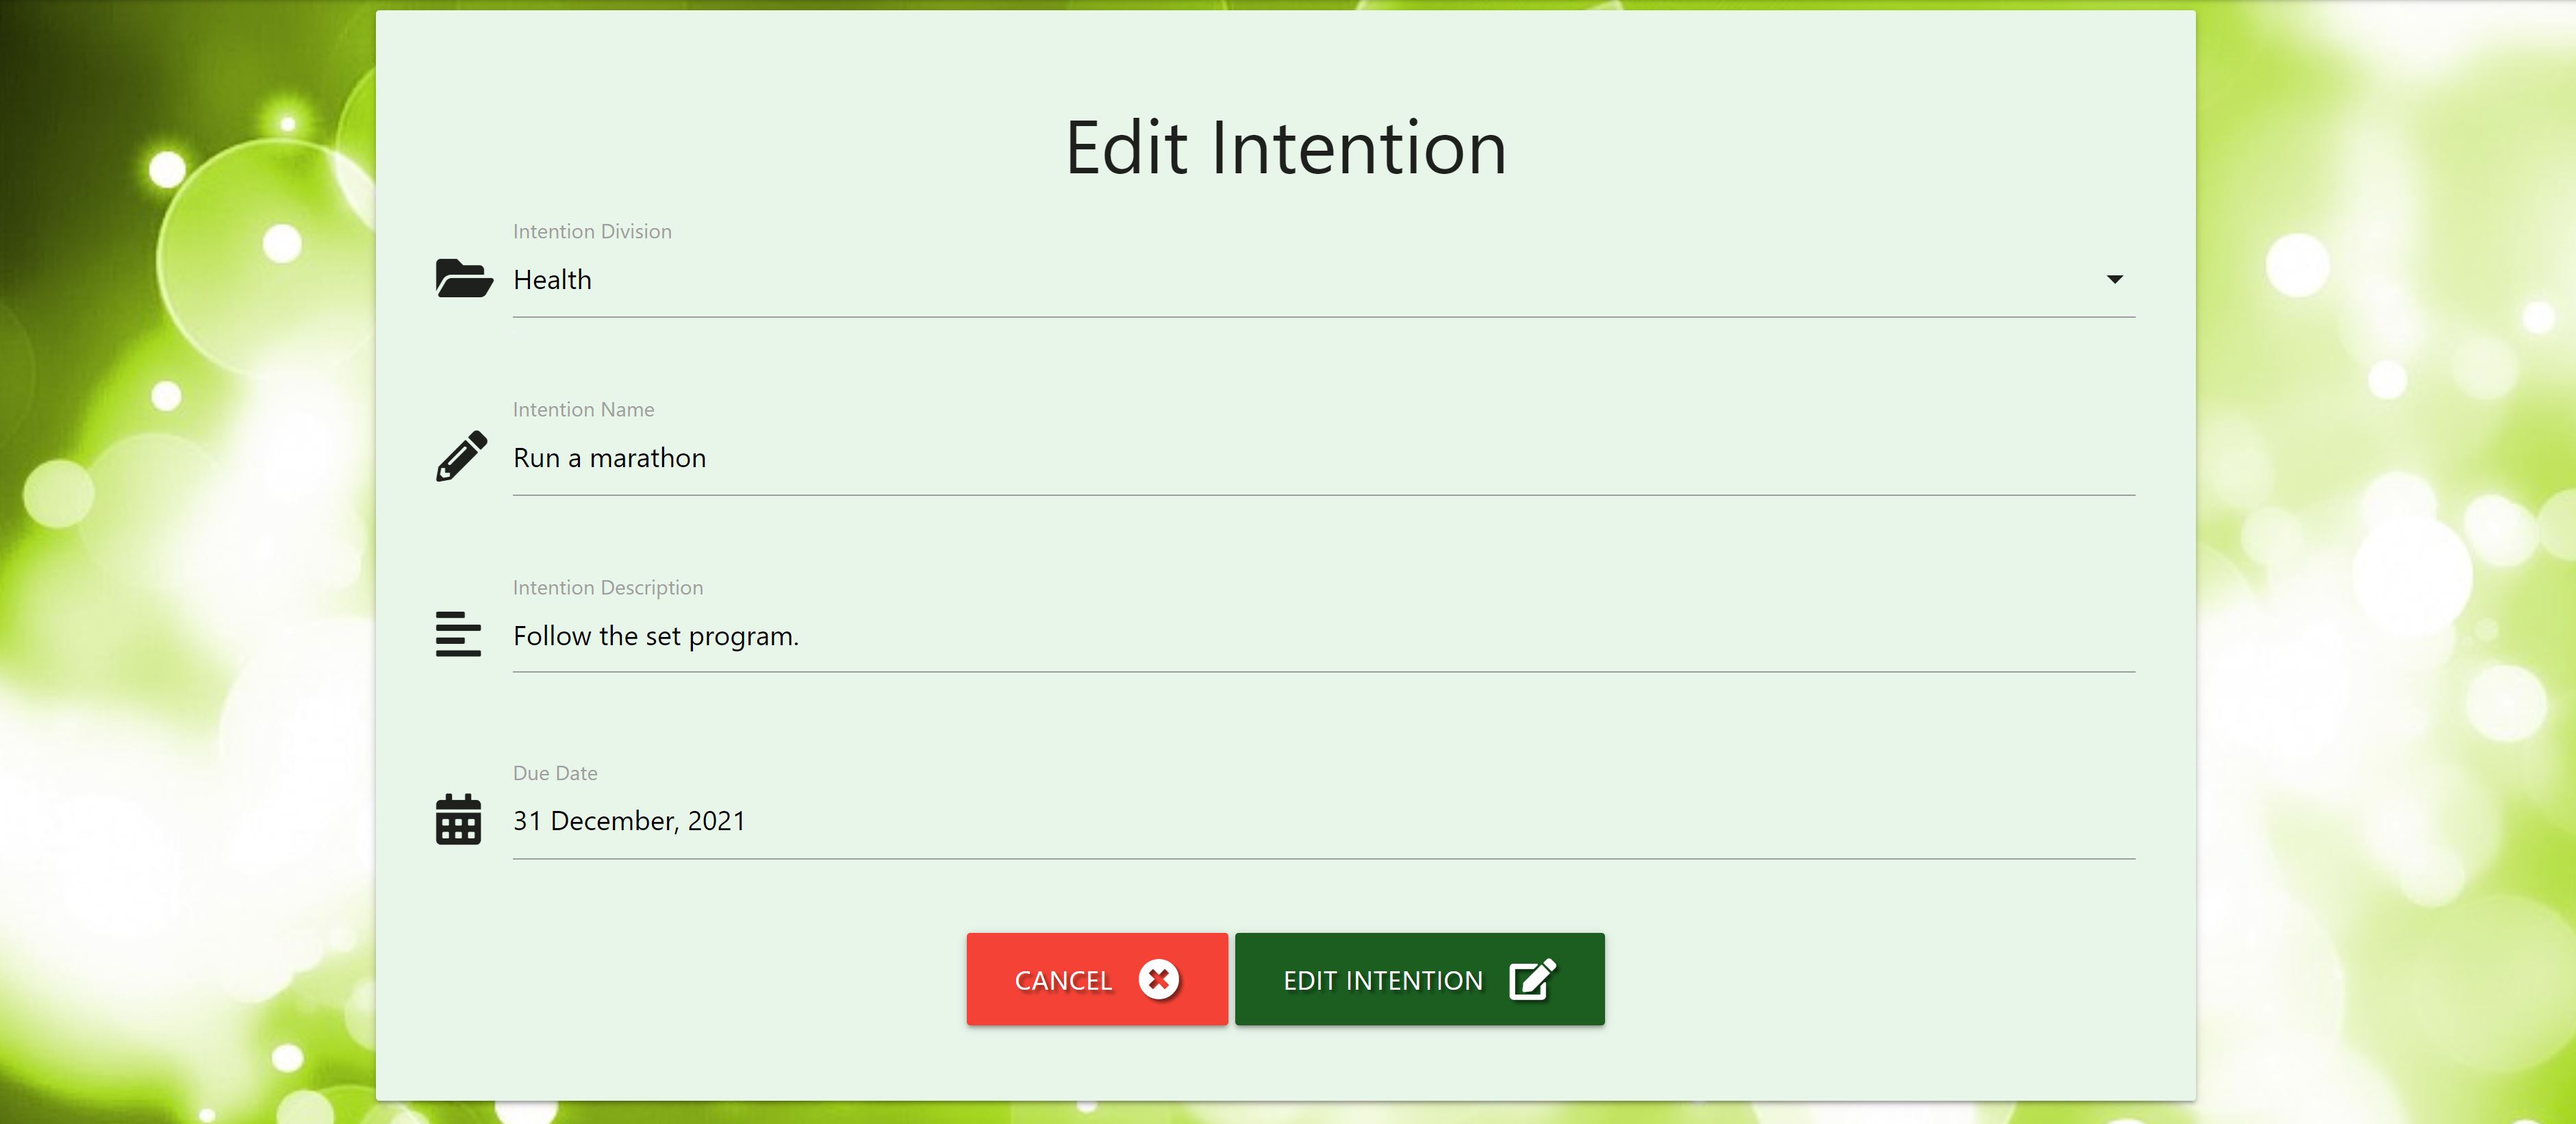 Edit Intention
Intention Division
Health
Intention Name
Run a marathon
Intention Description
Follow the set program.
Due Date
31 December, 2021
CANCEL
EDIT INTENTION